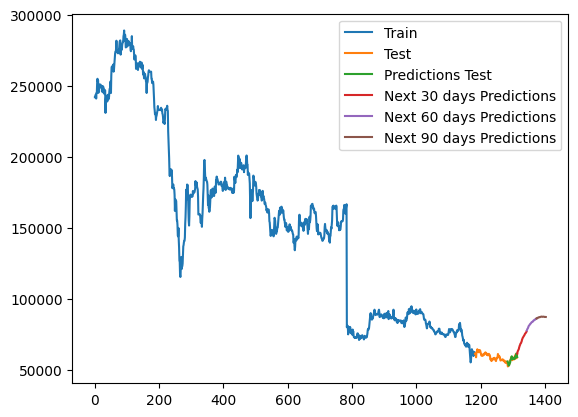 300000
250000
200000
150000
100000
50000
0
200
400
600
800
1000
1200
1400
Train
Test
Predictions Test
Next 30 days Predictions
Next 60 days Predictions
Next 90 days Predictions